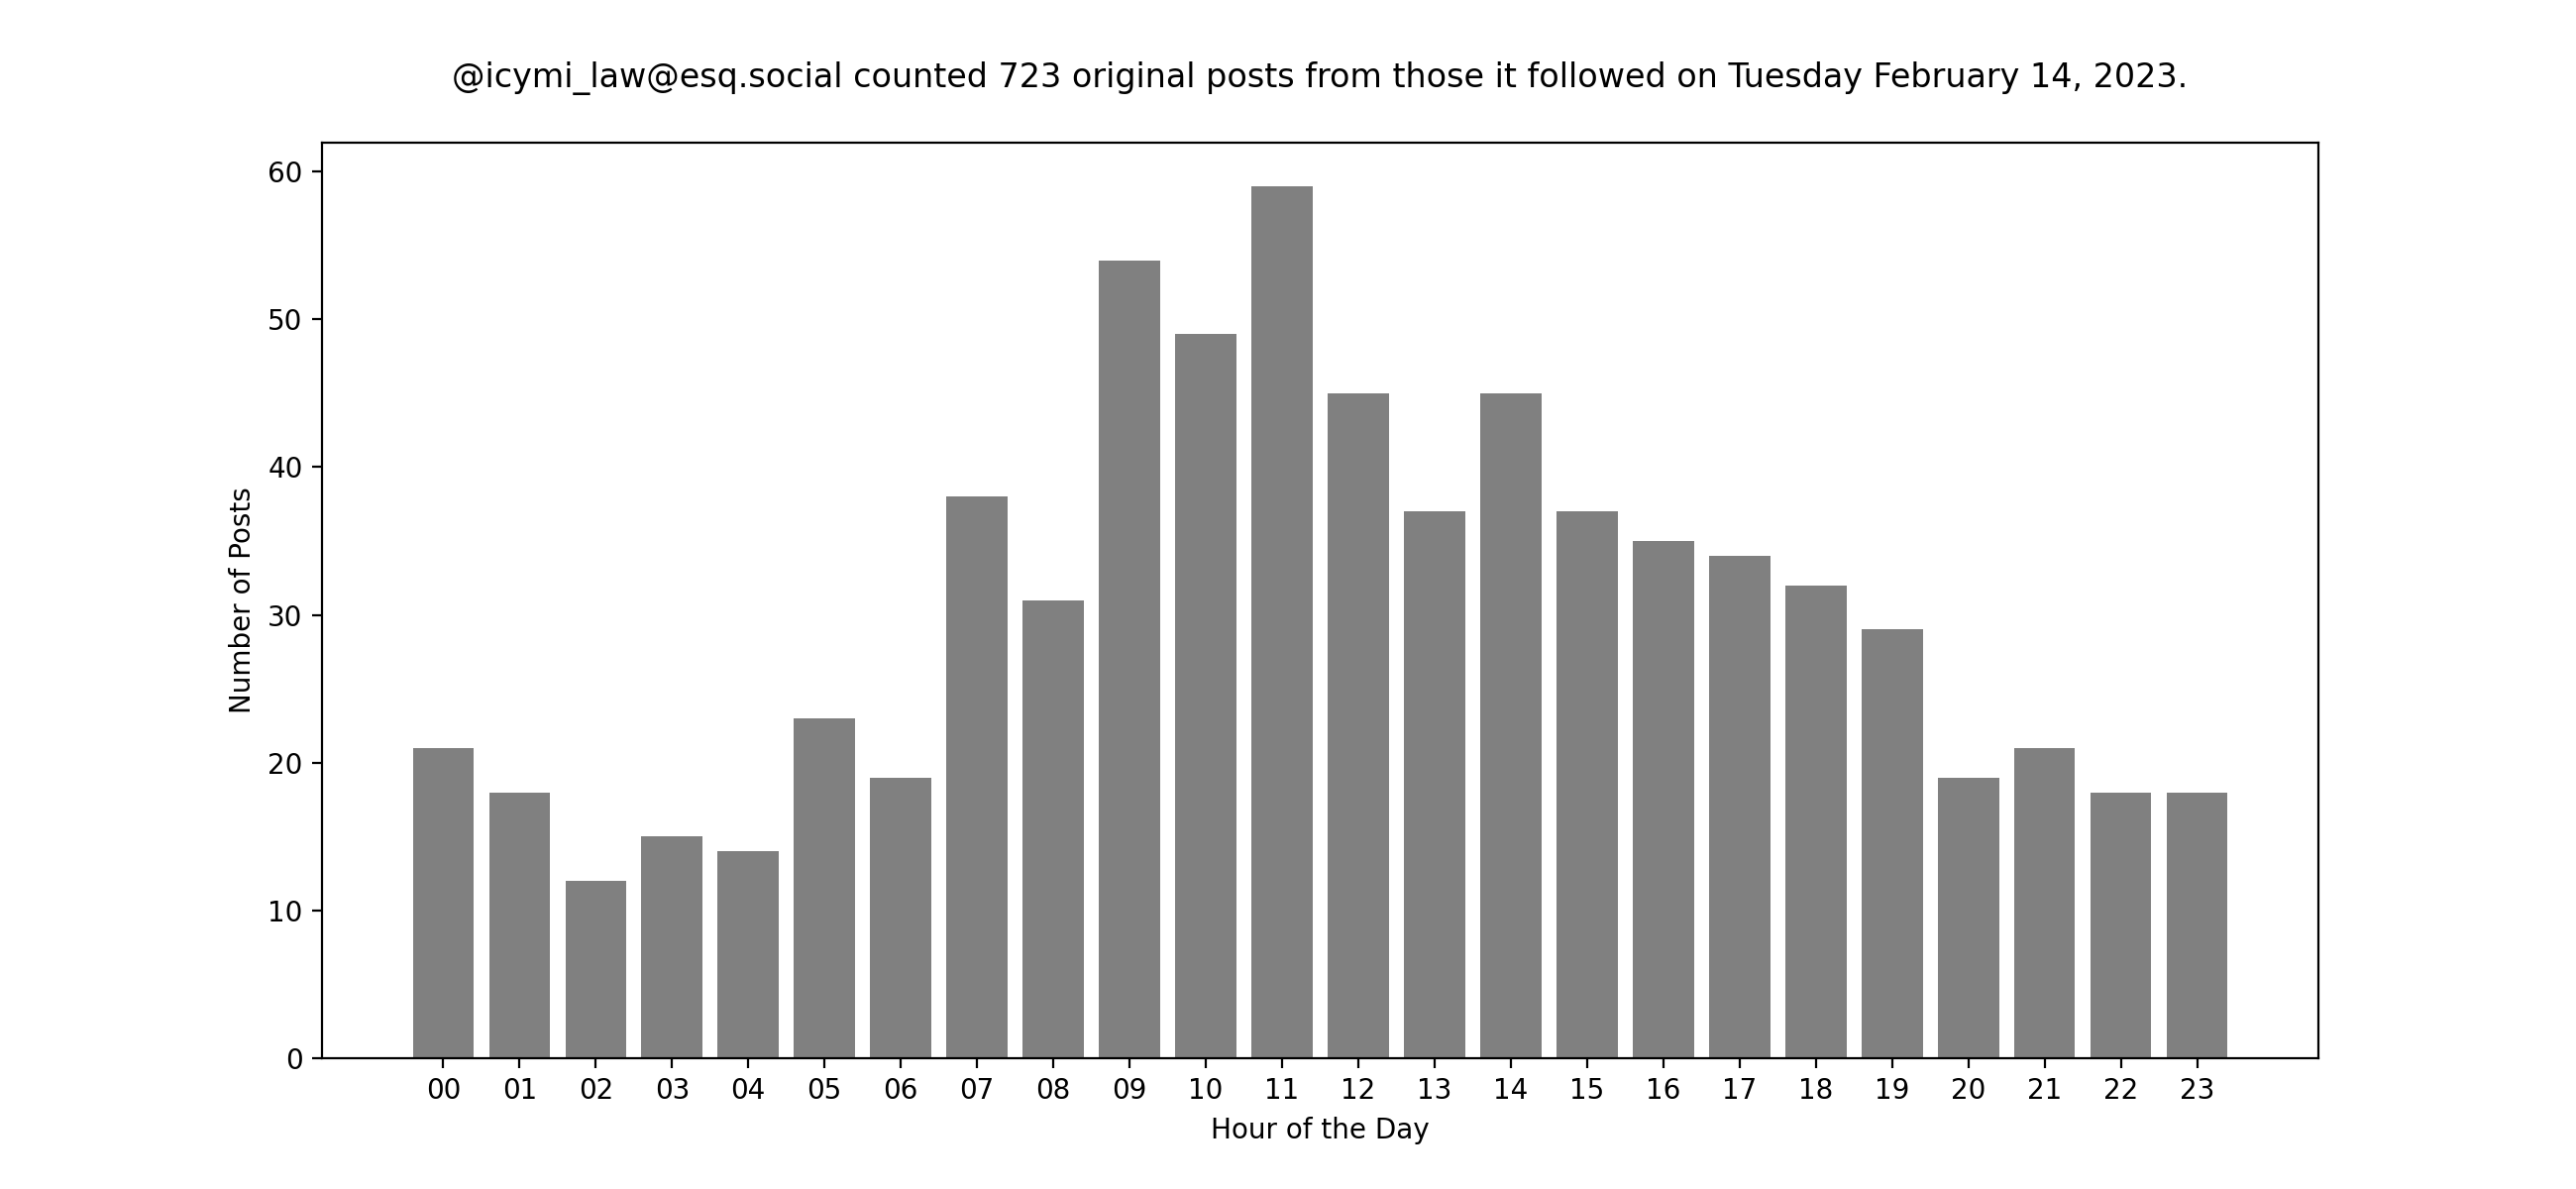 @icymi_law@esq.social counted 723 original posts from those it followed on Tuesday February 14, 2023.
60
50
40
30
20
10
0
Number of Posts
00 01 02 03 04 05 06 07 08 09 10 11 12 13 14 15 16 17 18 19 20 21 22 23
Hour of the Day